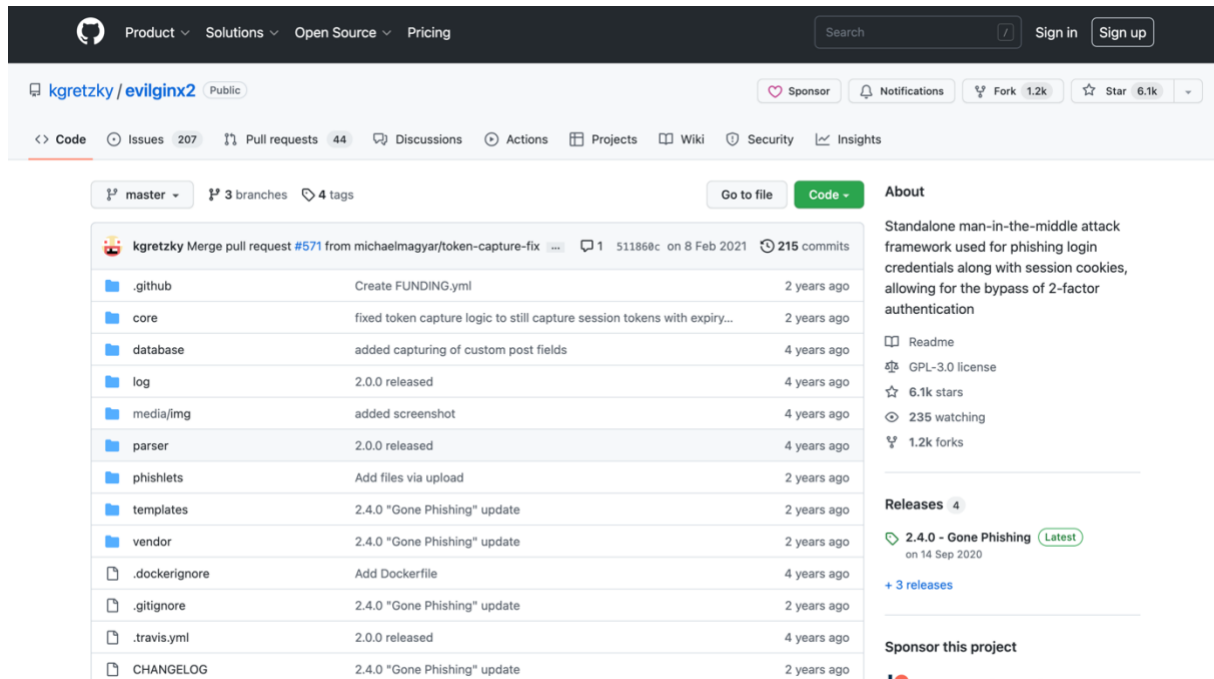 Product Solutions Open Source Pricing Search / Sign in Sign up
kgretzky / evilginx2 Public Sponsor Notifications Fork 1.2k Star 6.1k
Code Issues 207 Pull requests 44 Discussions Actions Projects Wiki Security Insights
master 3 branches 4 tags Go to file Code
kgretzky Merge pull request #571 from michaelmagyar/token-capture-fix ... 1 511860c on 8 Feb 2021 215 commits
.github Create FUNDING.yml 2 years ago
core fixed token capture logic to still capture session tokens with expiry... 2 years ago
database added capturing of custom post fields 4 years ago
log 2.0.0 released 4 years ago
media/img added screenshot 4 years ago
parser 2.0.0 released 4 years ago
phishlets Add files via upload 2 years ago
templates 2.4.0 "Gone Phishing" update 2 years ago
vendor 2.4.0 "Gone Phishing" update 2 years ago
.dockerignore Add Dockerfile 4 years ago
.gitignore 2.4.0 "Gone Phishing" update 2 years ago
.travis.yml 2.0.0 released 4 years ago
CHANGELOG 2.4.0 "Gone Phishing" update 2 years ago
About
Standalone man-in-the-middle attack
framework used for phishing login
credentials along with session cookies,
allowing for the bypass of 2-factor
authentication
Readme
GPL-3.0 license
6.1k stars
235 watching
1.2k forks
Releases 4
2.4.0 - Gone Phishing Latest
on 14 Sep 2020
+ 3 releases
Sponsor this project